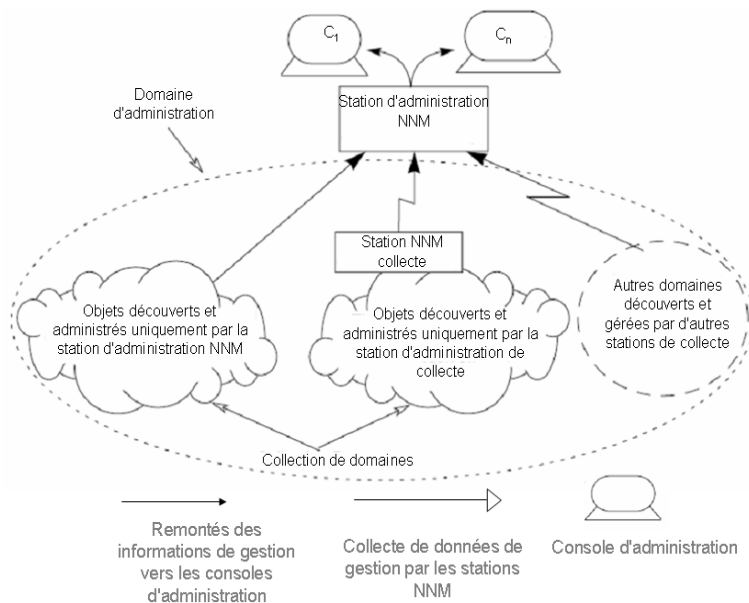 C1
Cn
Domaine
d'administration
Station d'administration
NNM
Station NNM
collecte
Objets découverts et
administrés uniquement par la
station d'administration NNM
Objets découverts et
administrés uniquement par la
station d'administration de
collecte
Autres domaines
découverts et
gérées par d'autres
stations de collecte
Collection de domaines
Remontés des
informations de gestion
vers les consoles
d'administration
Collecte de données de
gestion par les stations
NNM
Console d'administration